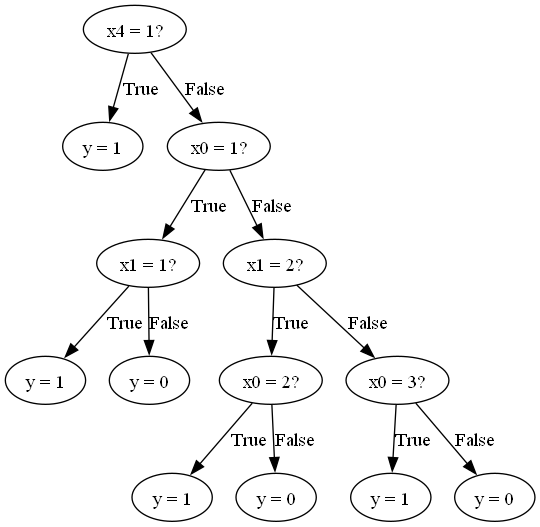 x4 = 1?
True
False
y = 1
x0 = 1?
True
False
x1 = 1?
x1 = 2?
True
False
True
False
y = 1
y = 0
x0 = 2?
x0 = 3?
True
False
True
False
y = 1
y = 0
y = 1
y = 0